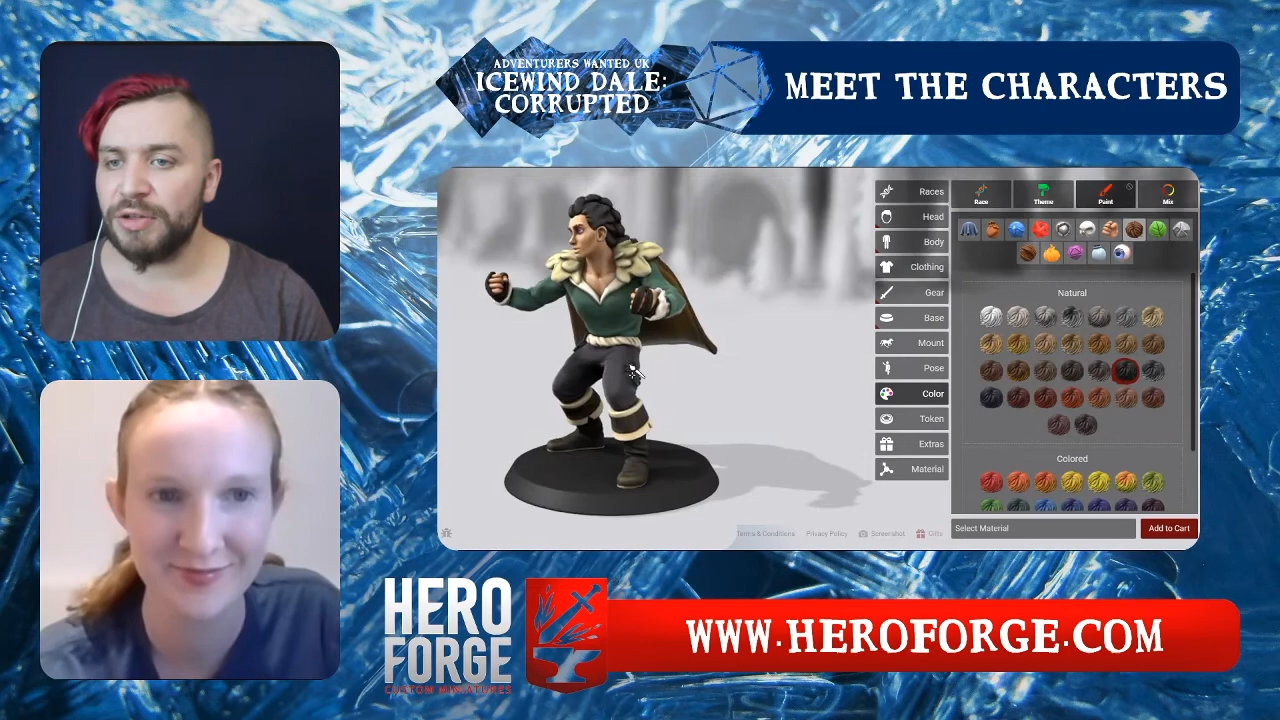 ADVENTURERS WANTED UK
ICEWIND DALE:
CORRUPTED
MEET THE CHARACTERS
Races
Head
Body
Clothing
Gear
Base
Mount
Pose
Color
Token
Extras
Material
Race
Theme
Paint
Mix
Natural
Colored
Terms & Conditions
Privacy Policy
Screenshot
Gifts
Select Material
Add to Cart
HERO
FORGE
CUSTOM MINIATURES
WWW.HEROFORGE.COM